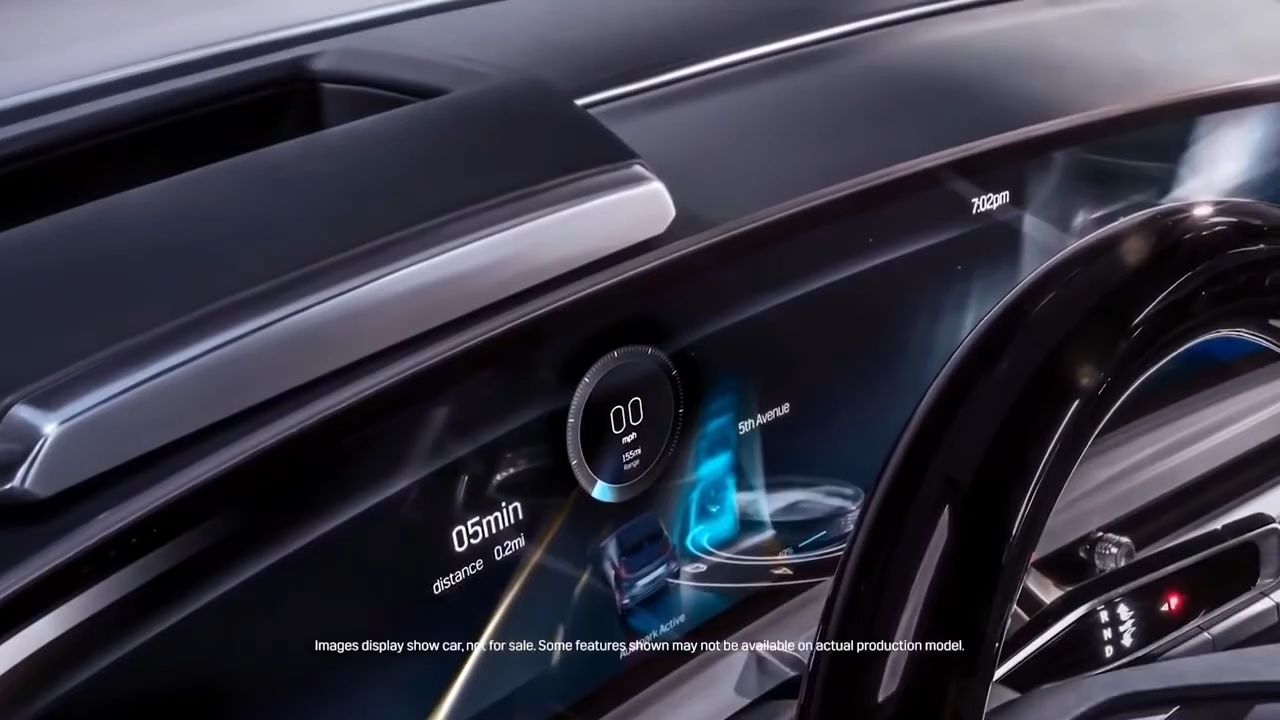 7:02pm
00
mph
155mi
Range
5th Avenue
05min
distance 0.2mi
Images display show car, not for sale. Some features shown may not be available on actual production model.
Active
R
N
D